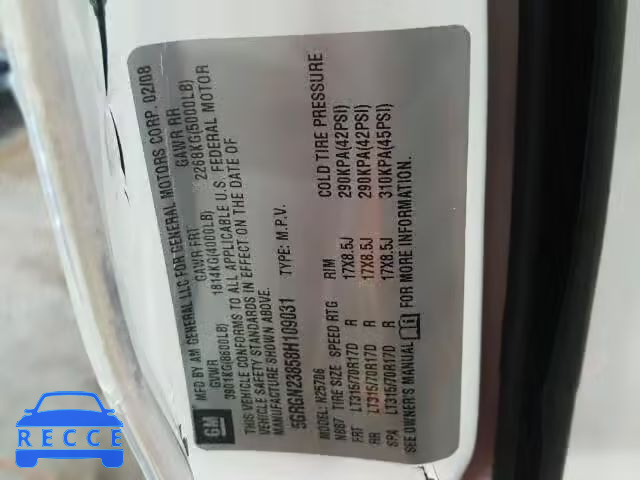 MFD BY AM GENERAL LLC FOR GENERAL MOTORS CORP. 02/08
GVWR GAWR FRT GAWR RR
3901KG(8600LB) 1814KG(4000LB) 2268KG(5000LB)
THIS VEHICLE CONFORMS TO ALL APPLICABLE U.S. FEDERAL MOTOR
VEHICLE SAFETY STANDARDS IN EFFECT ON THE DATE OF
MANUFACTURE SHOWN ABOVE.
GM
5GRGN23858H109031 TYPE: M.P.V.
MODEL: N25706
N887 TIRE SIZE SPEED RTG RIM COLD TIRE PRESSURE
FRT LT315/70R17D R 17X8.5J 290KPA(42PSI)
RR LT315/70R17D R 17X8.5J 290KPA(42PSI)
SPA LT315/70R17D R 17X8.5J 310KPA(45PSI)
SEE OWNER'S MANUAL FOR MORE INFORMATION.
RECCE